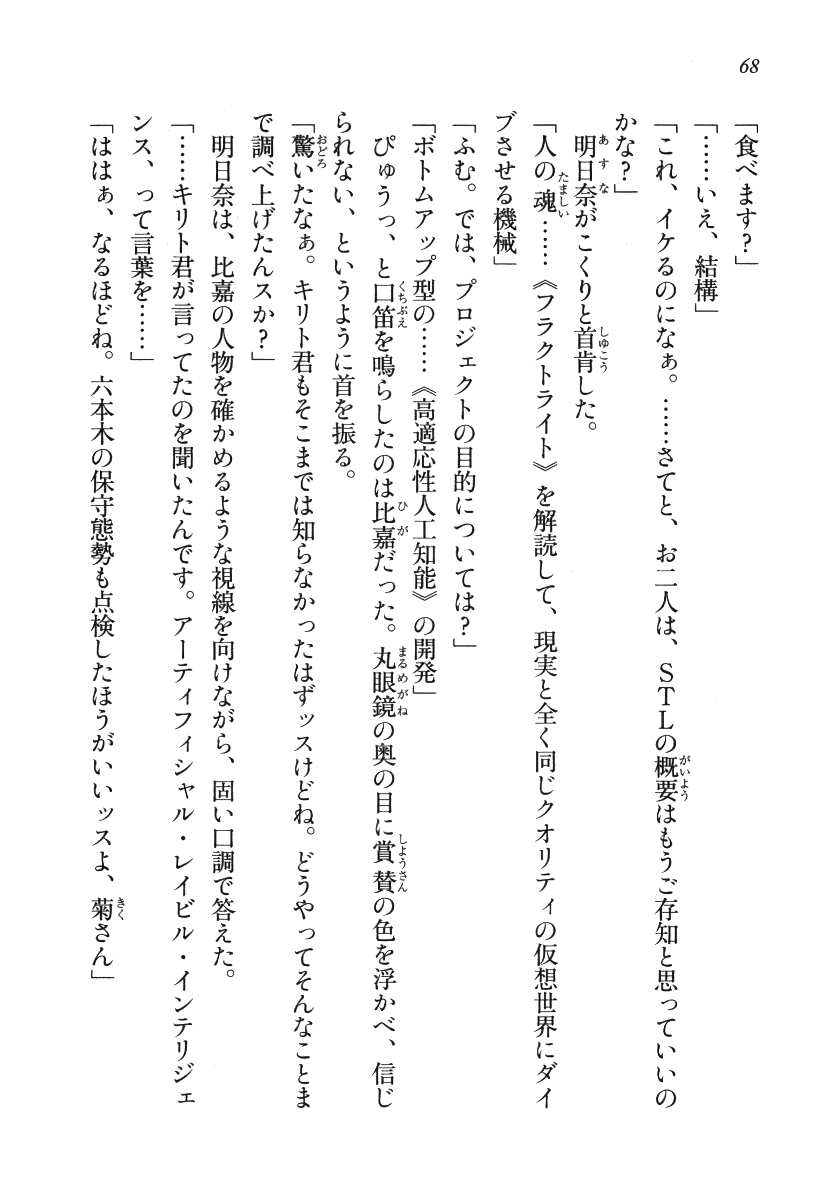 68
「食べます？」
「……いえ、結構」
「これ、イケるのになぁ。……さてと、お二人は、ＳＴＬの概要はもうご存知と思っていいの
かな？」
明日奈がこくりと首肯した。
「人の魂……《フラクトライト》を解読して、現実と全く同じクオリティの仮想世界にダイ
ブさせる機械」
「ふむ。では、プロジェクトの目的については？」
「ボトムアップ型の……《高適応性人工知能》の開発」
ぴゅうっ、と口笛を鳴らしたのは比嘉だった。丸眼鏡の奥の目に賞賛の色を浮かべ、信じ
られない、というように首を振る。
「驚いたなぁ。キリト君もそこまでは知らなかったはずッスけどね。どうやってそんなことま
で調べ上げたんスか？」
明日奈は、比嘉の人物を確かめるような視線を向けながら、固い口調で答えた。
「……キリト君が言ってたのを聞いたんです。アーティフィシャル・レイビル・インテリジェ
ンス、って言葉を……」
「ははぁ、なるほどね。六本木の保守態勢も点検したほうがいいッスよ、菊さん」